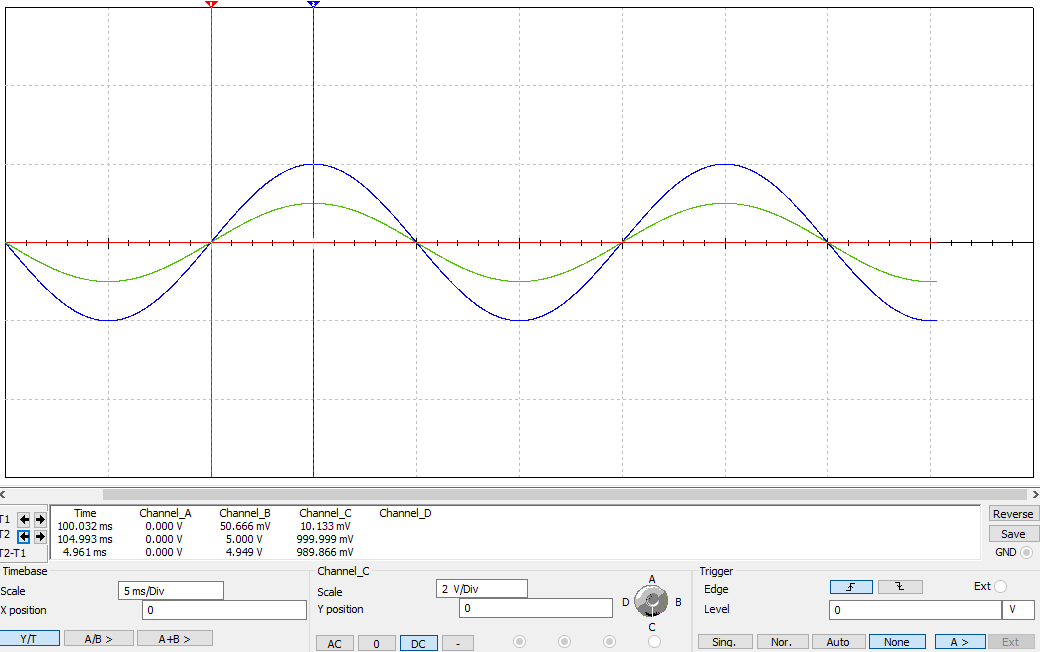 1 2
T1
T2
T2-T1
Time Channel_A Channel_B Channel_C Channel_D
100.032 ms 0.000 V 50.666 mV 10.133 mV
104.993 ms 0.000 V 5.000 V 999.999 mV
4.961 ms 0.000 V 4.949 V 989.866 mV
Reverse
Save
GND
Timebase
Scale 5 ms/Div
X position 0
Y/T A/B > A+B >
Channel_C
Scale 2 V/Div
Y position 0
AC 0 DC -
A
D B
C
Trigger
Edge Ext
Level 0 V
Sing. Nor. Auto None A > Ext